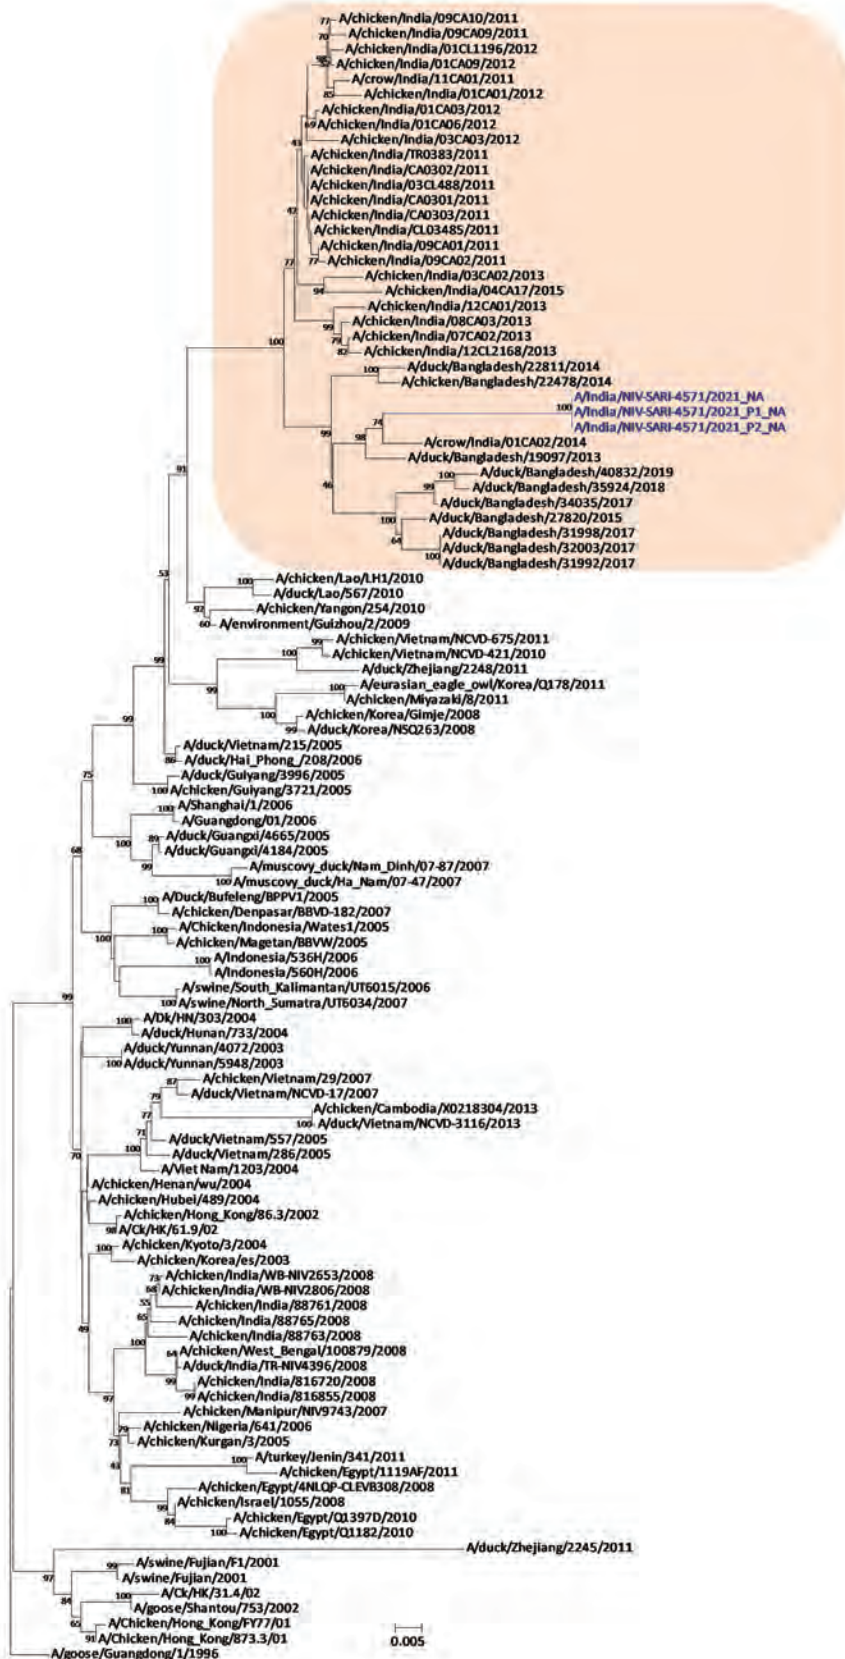 A/chicken/India/09CA10/2011
A/chicken/India/09CA09/2011
A/chicken/India/01CL1196/2012
A/chicken/India/01CA09/2012
A/crow/India/11CA01/2011
A/chicken/India/01CA01/2012
A/chicken/India/01CA03/2012
A/chicken/India/01CA06/2012
A/chicken/India/03CA03/2012
A/chicken/India/TR0383/2011
A/chicken/India/CA0302/2011
A/chicken/India/03CL488/2011
A/chicken/India/CA0301/2011
A/chicken/India/CA0303/2011
A/chicken/India/CL03485/2011
A/chicken/India/09CA01/2011
A/chicken/India/09CA02/2011
A/chicken/India/03CA02/2013
A/chicken/India/04CA17/2015
A/chicken/India/12CA01/2013
A/chicken/India/08CA03/2013
A/chicken/India/07CA02/2013
A/chicken/India/12CL2168/2013
A/duck/Bangladesh/22811/2014
A/chicken/Bangladesh/22478/2014
A/India/NIV-SARI-4571/2021_NA
A/India/NIV-SARI-4571/2021_P1_NA
A/India/NIV-SARI-4571/2021_P2_NA
A/crow/India/01CA02/2014
A/duck/Bangladesh/19097/2013
A/duck/Bangladesh/40832/2019
A/duck/Bangladesh/35924/2018
A/duck/Bangladesh/34035/2017
A/duck/Bangladesh/27820/2015
A/duck/Bangladesh/31998/2017
A/duck/Bangladesh/32003/2017
A/duck/Bangladesh/31992/2017
A/chicken/Lao/LH1/2010
A/duck/Lao/567/2010
A/chicken/Yangon/254/2010
A/environment/Guizhou/2/2009
A/chicken/Vietnam/NCVD-675/2011
A/chicken/Vietnam/NCVD-421/2010
A/duck/Zhejiang/2248/2011
A/eurasian_eagle_owl/Korea/Q178/2011
A/chicken/Miyazaki/8/2011
A/chicken/Korea/Gimje/2008
A/duck/Korea/NSQ263/2008
A/duck/Vietnam/215/2005
A/duck/Hai_Phong_/208/2006
A/duck/Guiyang/3996/2005
A/chicken/Guiyang/3721/2005
A/Shanghai/1/2006
A/Guangdong/01/2006
A/duck/Guangxi/4665/2005
A/duck/Guangxi/4184/2005
A/muscovy_duck/Nam_Dinh/07-87/2007
A/muscovy_duck/Ha_Nam/07-47/2007
A/Duck/Bufeleng/BPPV1/2005
A/chicken/Denpasar/BBVD-182/2007
A/Chicken/Indonesia/Wates1/2005
A/chicken/Magetan/BBVW/2005
A/Indonesia/536H/2006
A/Indonesia/560H/2006
A/swine/South_Kalimantan/UT6015/2006
A/swine/North_Sumatra/UT6034/2007
A/Dk/HN/303/2004
A/duck/Hunan/733/2004
A/duck/Yunnan/4072/2003
A/duck/Yunnan/5948/2003
A/chicken/Vietnam/29/2007
A/duck/Vietnam/NCVD-17/2007
A/chicken/Cambodia/X0218304/2013
A/duck/Vietnam/NCVD-3116/2013
A/duck/Vietnam/557/2005
A/duck/Vietnam/286/2005
A/Viet Nam/1203/2004
A/chicken/Henan/wu/2004
A/chicken/Hubei/489/2004
A/chicken/Hong_Kong/86.3/2002
A/Ck/HK/61.9/02
A/chicken/Kyoto/3/2004
A/chicken/Korea/es/2003
A/chicken/India/WB-NIV2653/2008
A/chicken/India/WB-NIV2806/2008
A/chicken/India/88761/2008
A/chicken/India/88765/2008
A/chicken/India/88763/2008
A/chicken/West_Bengal/100879/2008
A/duck/India/TR-NIV4396/2008
A/chicken/India/816720/2008
A/chicken/India/816855/2008
A/chicken/Manipur/NIV9743/2007
A/chicken/Nigeria/641/2006
A/chicken/Kurgan/3/2005
A/turkey/Jenin/341/2011
A/chicken/Egypt/1119AF/2011
A/chicken/Egypt/4NLQP-CLEVB308/2008
A/chicken/Israel/1055/2008
A/chicken/Egypt/Q1397D/2010
A/chicken/Egypt/Q1182/2010
A/duck/Zhejiang/2245/2011
A/swine/Fujian/F1/2001
A/swine/Fujian/2001
A/Ck/HK/31.4/02
A/goose/Shantou/753/2002
A/Chicken/Hong_Kong/FY77/01
A/Chicken/Hong_Kong/873.3/01
A/goose/Guangdong/1/1996
0.005